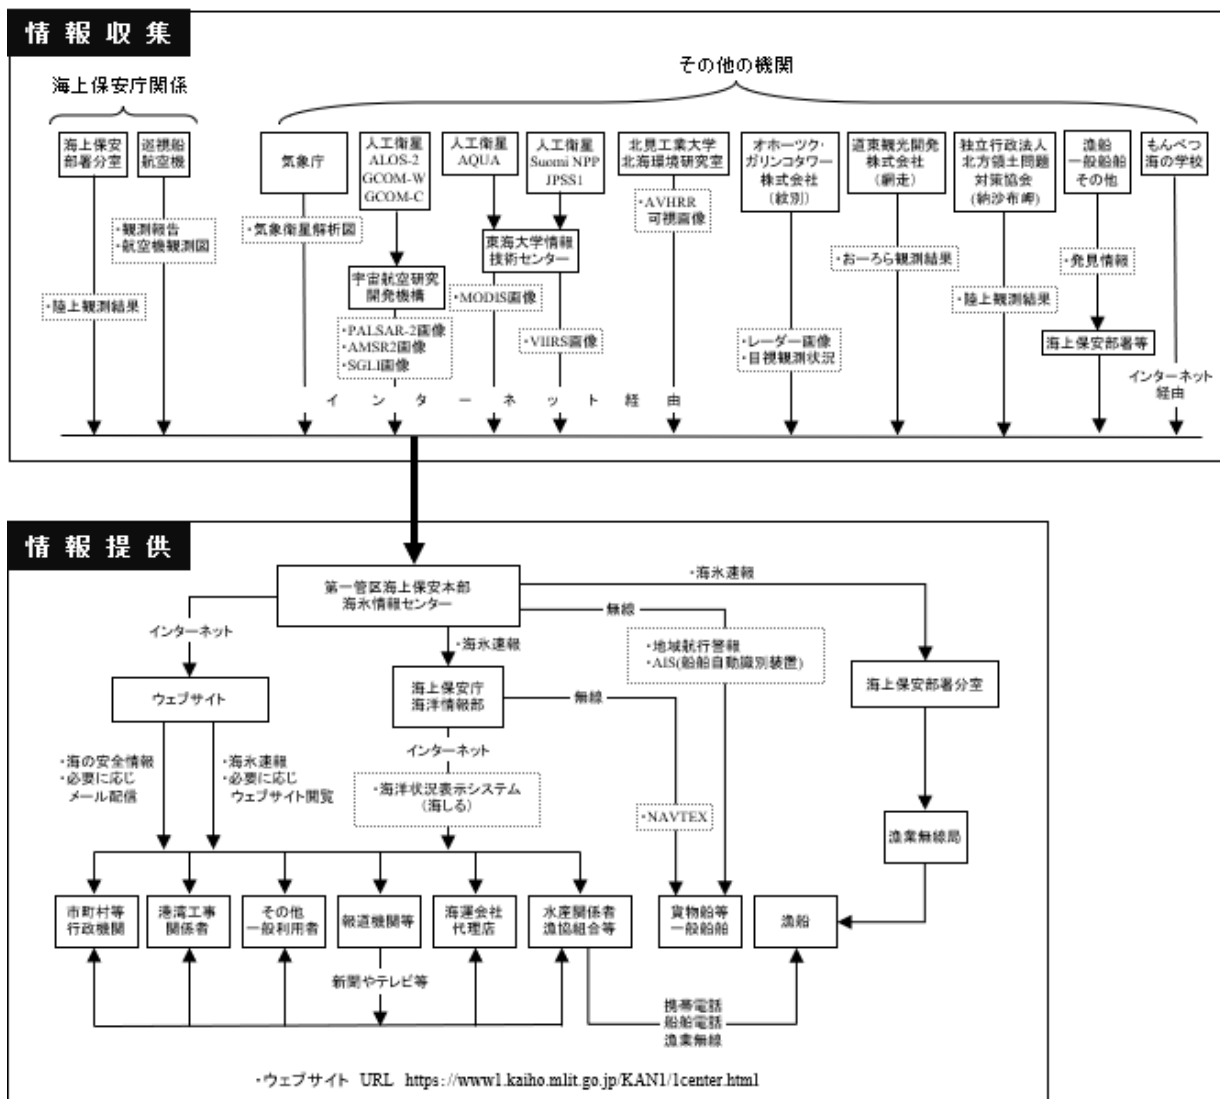 情報収集
海上保安庁関係
その他の機関
海上保安
部署分室
巡視船
航空機
気象庁
人工衛星
ALOS-2
GCOM-W
GCOM-C
人工衛星
AQUA
人工衛星
Suomi NPP
JPSS1
北見工業大学
北海環境研究室
オホーツク・
ガリンコタワー
株式会社
(紋別)
道東観光開発
株式会社
(網走)
独立行政法人
北方領土問題
対策協会
(納沙布岬)
漁船
一般船舶
その他
もんべつ
海の学校
・観測報告
・航空機観測図
・気象衛星解析図
東海大学情報
技術センター
・AVHRR
可視画像
・おーろら観測結果
・発見情報
宇宙航空研究
開発機構
・陸上観測結果
・MODIS画像
・陸上観測結果
・PALSAR-2画像
・AMSR2画像
・SGLI画像
・VIIRS画像
・レーダー画像
・目視観測状況
海上保安部署等
インターネット経由
インターネット
経由
情報提供
第一管区海上保安本部
海氷情報センター
・海氷速報
無線
インターネット
・海氷速報
・地域航行警報
・AIS(船舶自動識別装置)
ウェブサイト
海上保安庁
海洋情報部
無線
海上保安部署分室
・海の安全情報
・必要に応じ
メール配信
・海氷速報
・必要に応じ
ウェブサイト閲覧
インターネット
・海洋状況表示システム
(海しる)
・NAVTEX
漁業無線局
市町村等
行政機関
港湾工事
関係者
その他
一般利用者
報道機関等
海運会社
代理店
水産関係者
漁協組合等
貨物船等
一般船舶
漁船
新聞やテレビ等
携帯電話
船舶電話
漁業無線
・ウェブサイト URL https://www1.kaiho.mlit.go.jp/KAN1/1center.html